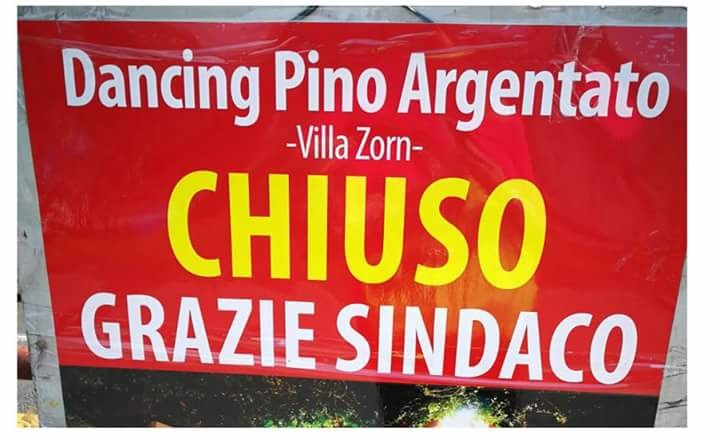 Dancing Pino Argentato
-Villa Zorn-
CHIUSO
GRAZIE SINDACO